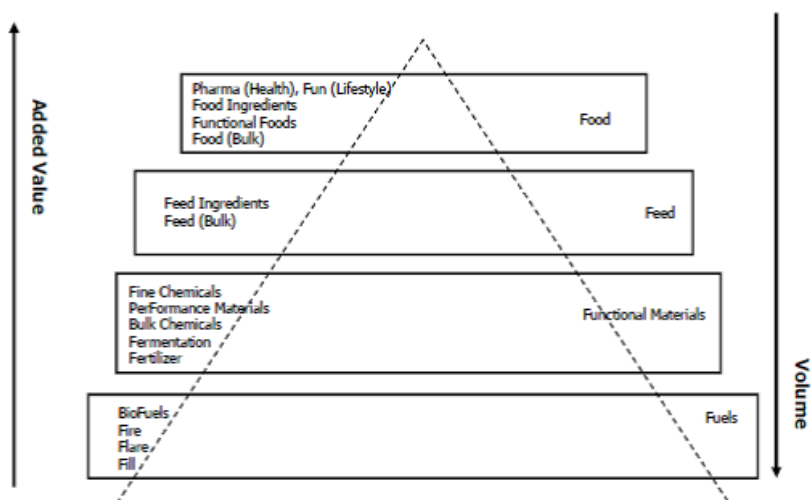 Added Value
Pharma (Health), Fun (Lifestyle)
Food Ingredients
Functional Foods
Food (Bulk)
Food
Feed Ingredients
Feed (Bulk)
Feed
Fine Chemicals
Performance Materials
Bulk Chemicals
Fermentation
Fertilizer
Functional Materials
BioFuels
Fire
Flare
Fill
Fuels
Volume